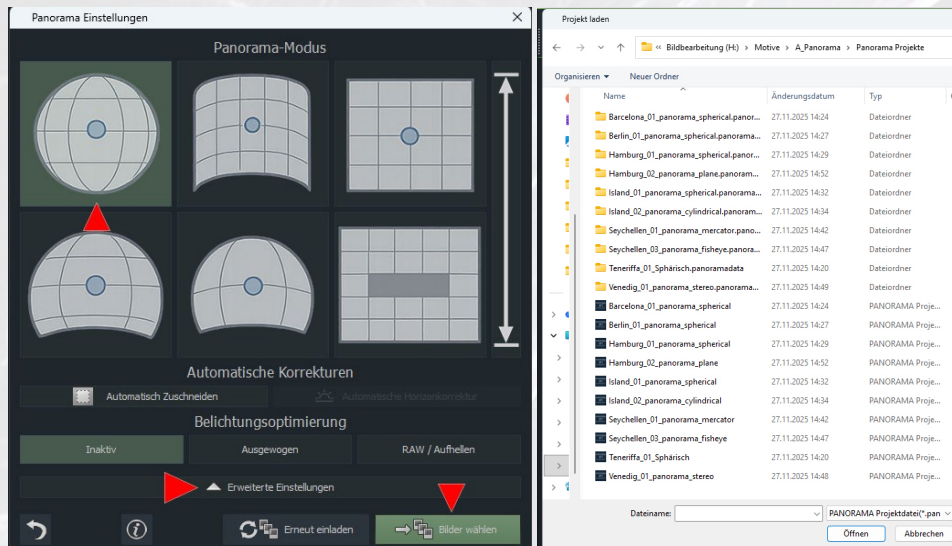 Panorama Einstellungen
Panorama-Modus
Automatische Korrekturen
Automatisch Zuschneiden
Automatische Horizontkorrektur
Belichtungsoptimierung
Inaktiv
Ausgewogen
RAW / Aufhellen
Erweiterte Einstellungen
Erneut einladen
Bilder wählen
Projekt laden
« Bildbearbeitung (H:) › Motive › A_Panorama › Panorama Projekte
Organisieren
Neuer Ordner
Name Änderungsdatum Typ
Barcelona_01_panorama_spherical.panor... 27.11.2025 14:24 Dateiordner
Berlin_01_panorama_spherical.panorama... 27.11.2025 14:27 Dateiordner
Hamburg_01_panorama_spherical.panor... 27.11.2025 14:29 Dateiordner
Hamburg_02_panorama_plane.panoram... 27.11.2025 14:52 Dateiordner
Island_01_panorama_spherical.panorama... 27.11.2025 14:32 Dateiordner
Island_02_panorama_cylindrical.panoram... 27.11.2025 14:34 Dateiordner
Seychellen_01_panorama_mercator.pano... 27.11.2025 14:42 Dateiordner
Seychellen_03_panorama_fisheye.panora... 27.11.2025 14:47 Dateiordner
Teneriffa_01_Sphärisch.panoramadata 27.11.2025 14:20 Dateiordner
Venedig_01_panorama_stereo.panorama... 27.11.2025 14:49 Dateiordner
Barcelona_01_panorama_spherical 27.11.2025 14:24 PANORAMA Proje...
Berlin_01_panorama_spherical 27.11.2025 14:27 PANORAMA Proje...
Hamburg_01_panorama_spherical 27.11.2025 14:29 PANORAMA Proje...
Hamburg_02_panorama_plane 27.11.2025 14:52 PANORAMA Proje...
Island_01_panorama_spherical 27.11.2025 14:32 PANORAMA Proje...
Island_02_panorama_cylindrical 27.11.2025 14:34 PANORAMA Proje...
Seychellen_01_panorama_mercator 27.11.2025 14:42 PANORAMA Proje...
Seychellen_03_panorama_fisheye 27.11.2025 14:47 PANORAMA Proje...
Teneriffa_01_Sphärisch 27.11.2025 14:20 PANORAMA Proje...
Venedig_01_panorama_stereo 27.11.2025 14:48 PANORAMA Proje...
Dateiname:
PANORAMA Projektdatei(*.pan
Öffnen
Abbrechen